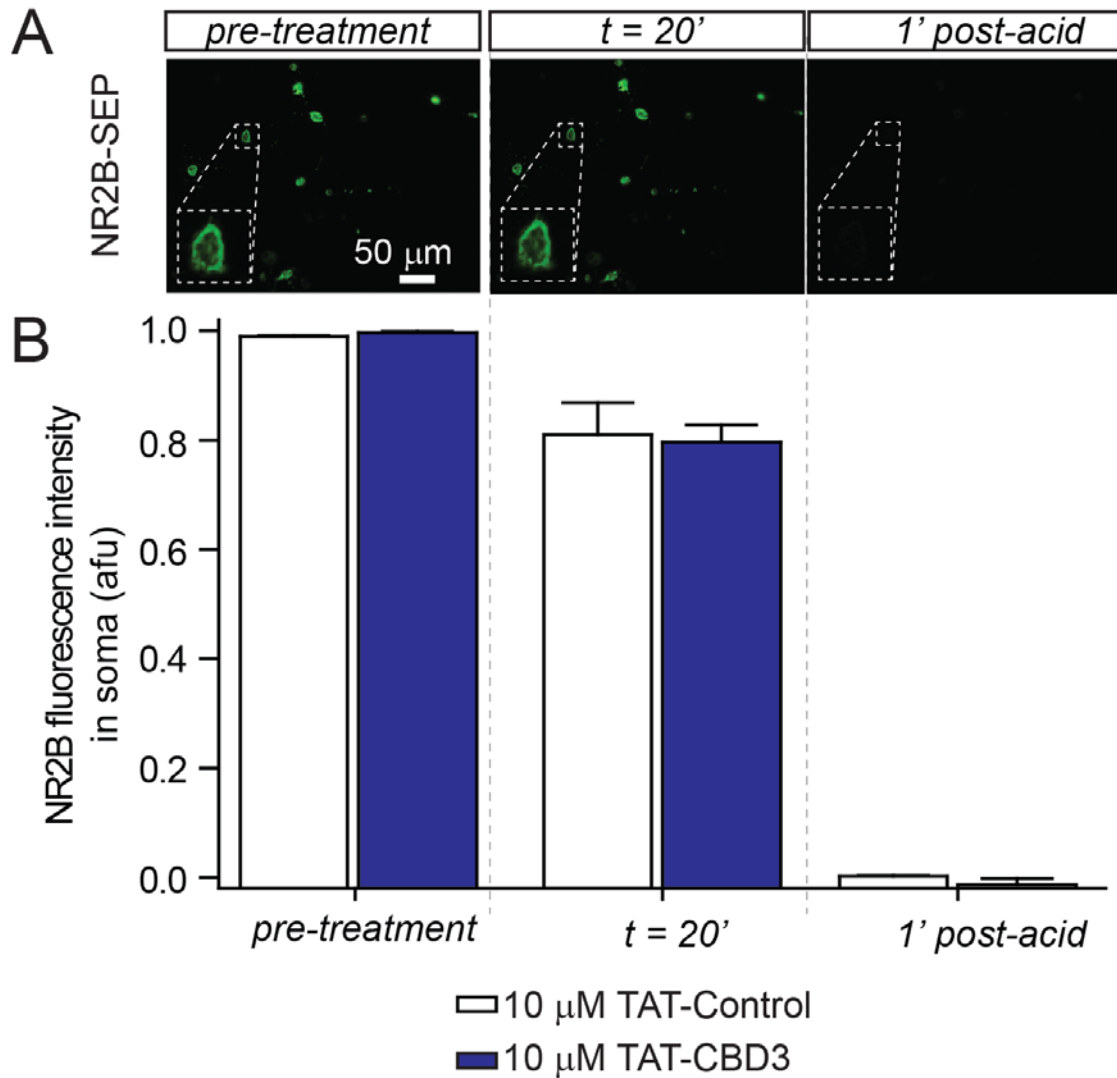 A
pre-treatment
t = 20'
1' post-acid
NR2B-SEP
50 μm
B
NR2B fluorescence intensity
in soma (afu)
1.0
0.8
0.6
0.4
0.2
0.0
pre-treatment
t = 20'
1' post-acid
10 μM TAT-Control
10 μM TAT-CBD3